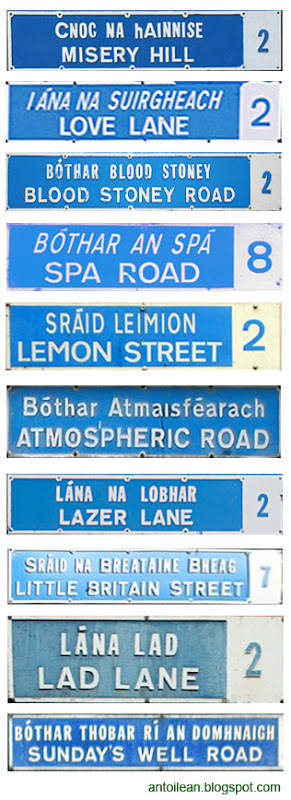 CNOC NA hAINNISE
MISERY HILL
2
LÁNA NA SUIRGHEACH
LOVE LANE
2
BÓTHAR BLOOD STONEY
BLOOD STONEY ROAD
2
BÓTHAR AN SPÁ
SPA ROAD
8
SRÁID LEIMION
LEMON STREET
2
Bóthar Atmaisféarach
ATMOSPHERIC ROAD
LÁNA NA LOBHAR
LAZER LANE
2
SRÁID NA BREATAINE BHEAG
LITTLE BRITAIN STREET
7
LÁNA LAD
LAD LANE
2
BÓTHAR THOBAR RÍ AN DOMHNAIGH
SUNDAY'S WELL ROAD
antoilean.blogspot.com